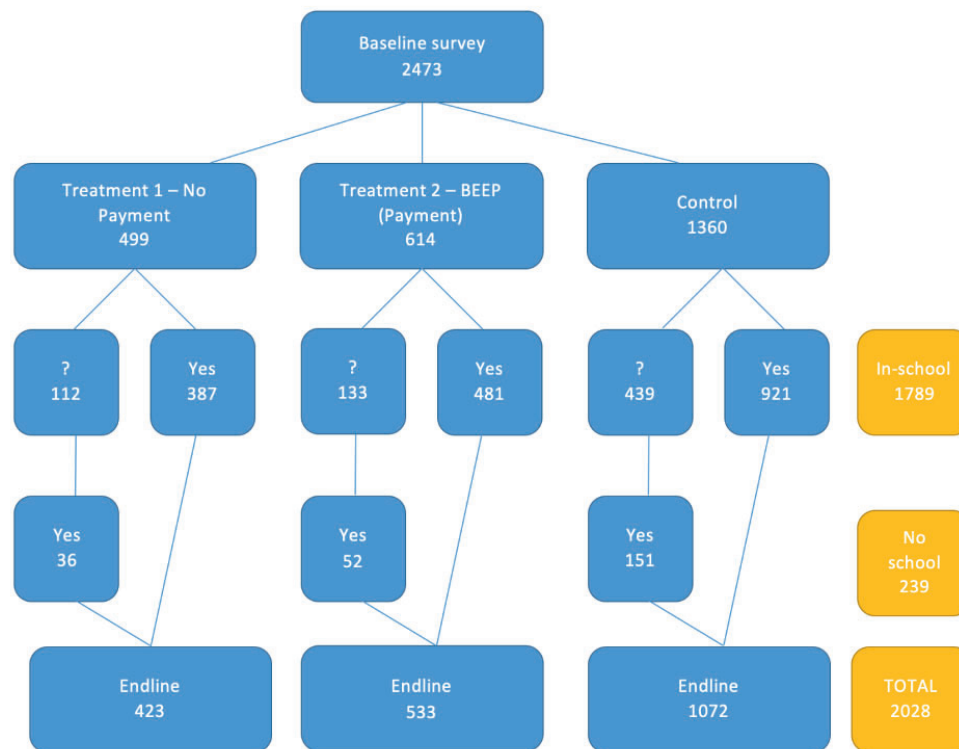 Baseline survey
2473
Treatment 1 – No
Payment
499
Treatment 2 – BEEP
(Payment)
614
Control
1360
?
112
Yes
387
?
133
Yes
481
?
439
Yes
921
In-school
1789
Yes
36
Yes
52
Yes
151
No
school
239
Endline
423
Endline
533
Endline
1072
TOTAL
2028